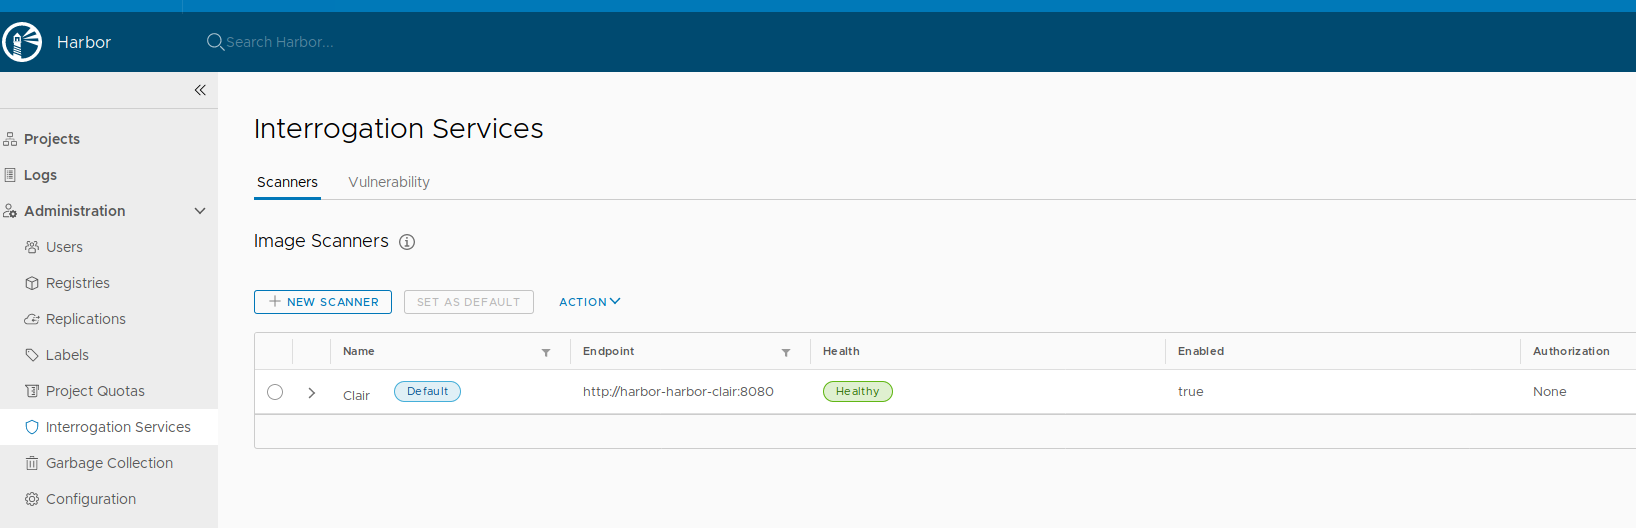 Harbor
Search Harbor...
Projects
Logs
Administration
Users
Registries
Replications
Labels
Project Quotas
Interrogation Services
Garbage Collection
Configuration
Interrogation Services
Scanners Vulnerability
Image Scanners
NEW SCANNER SET AS DEFAULT ACTION
Name Endpoint Health Enabled Authorization
Clair Default http://harbor-harbor-clair:8080 Healthy true None